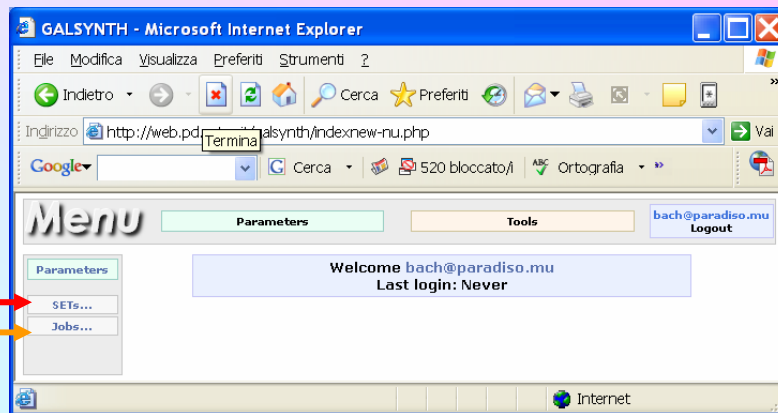 GALSYNTH - Microsoft Internet Explorer
File Modifica Visualizza Preferiti Strumenti ?
Indietro Cerca Preferiti
Indirizzo http://web.pd. alsynth/indexnew-nu.php Vai
Termina
Google G Cerca 520 bloccato/i ABC Ortografia
Menu Parameters Tools bach@paradiso.mu
Logout
Parameters
SETs...
Jobs...
Welcome bach@paradiso.mu
Last login: Never
Internet